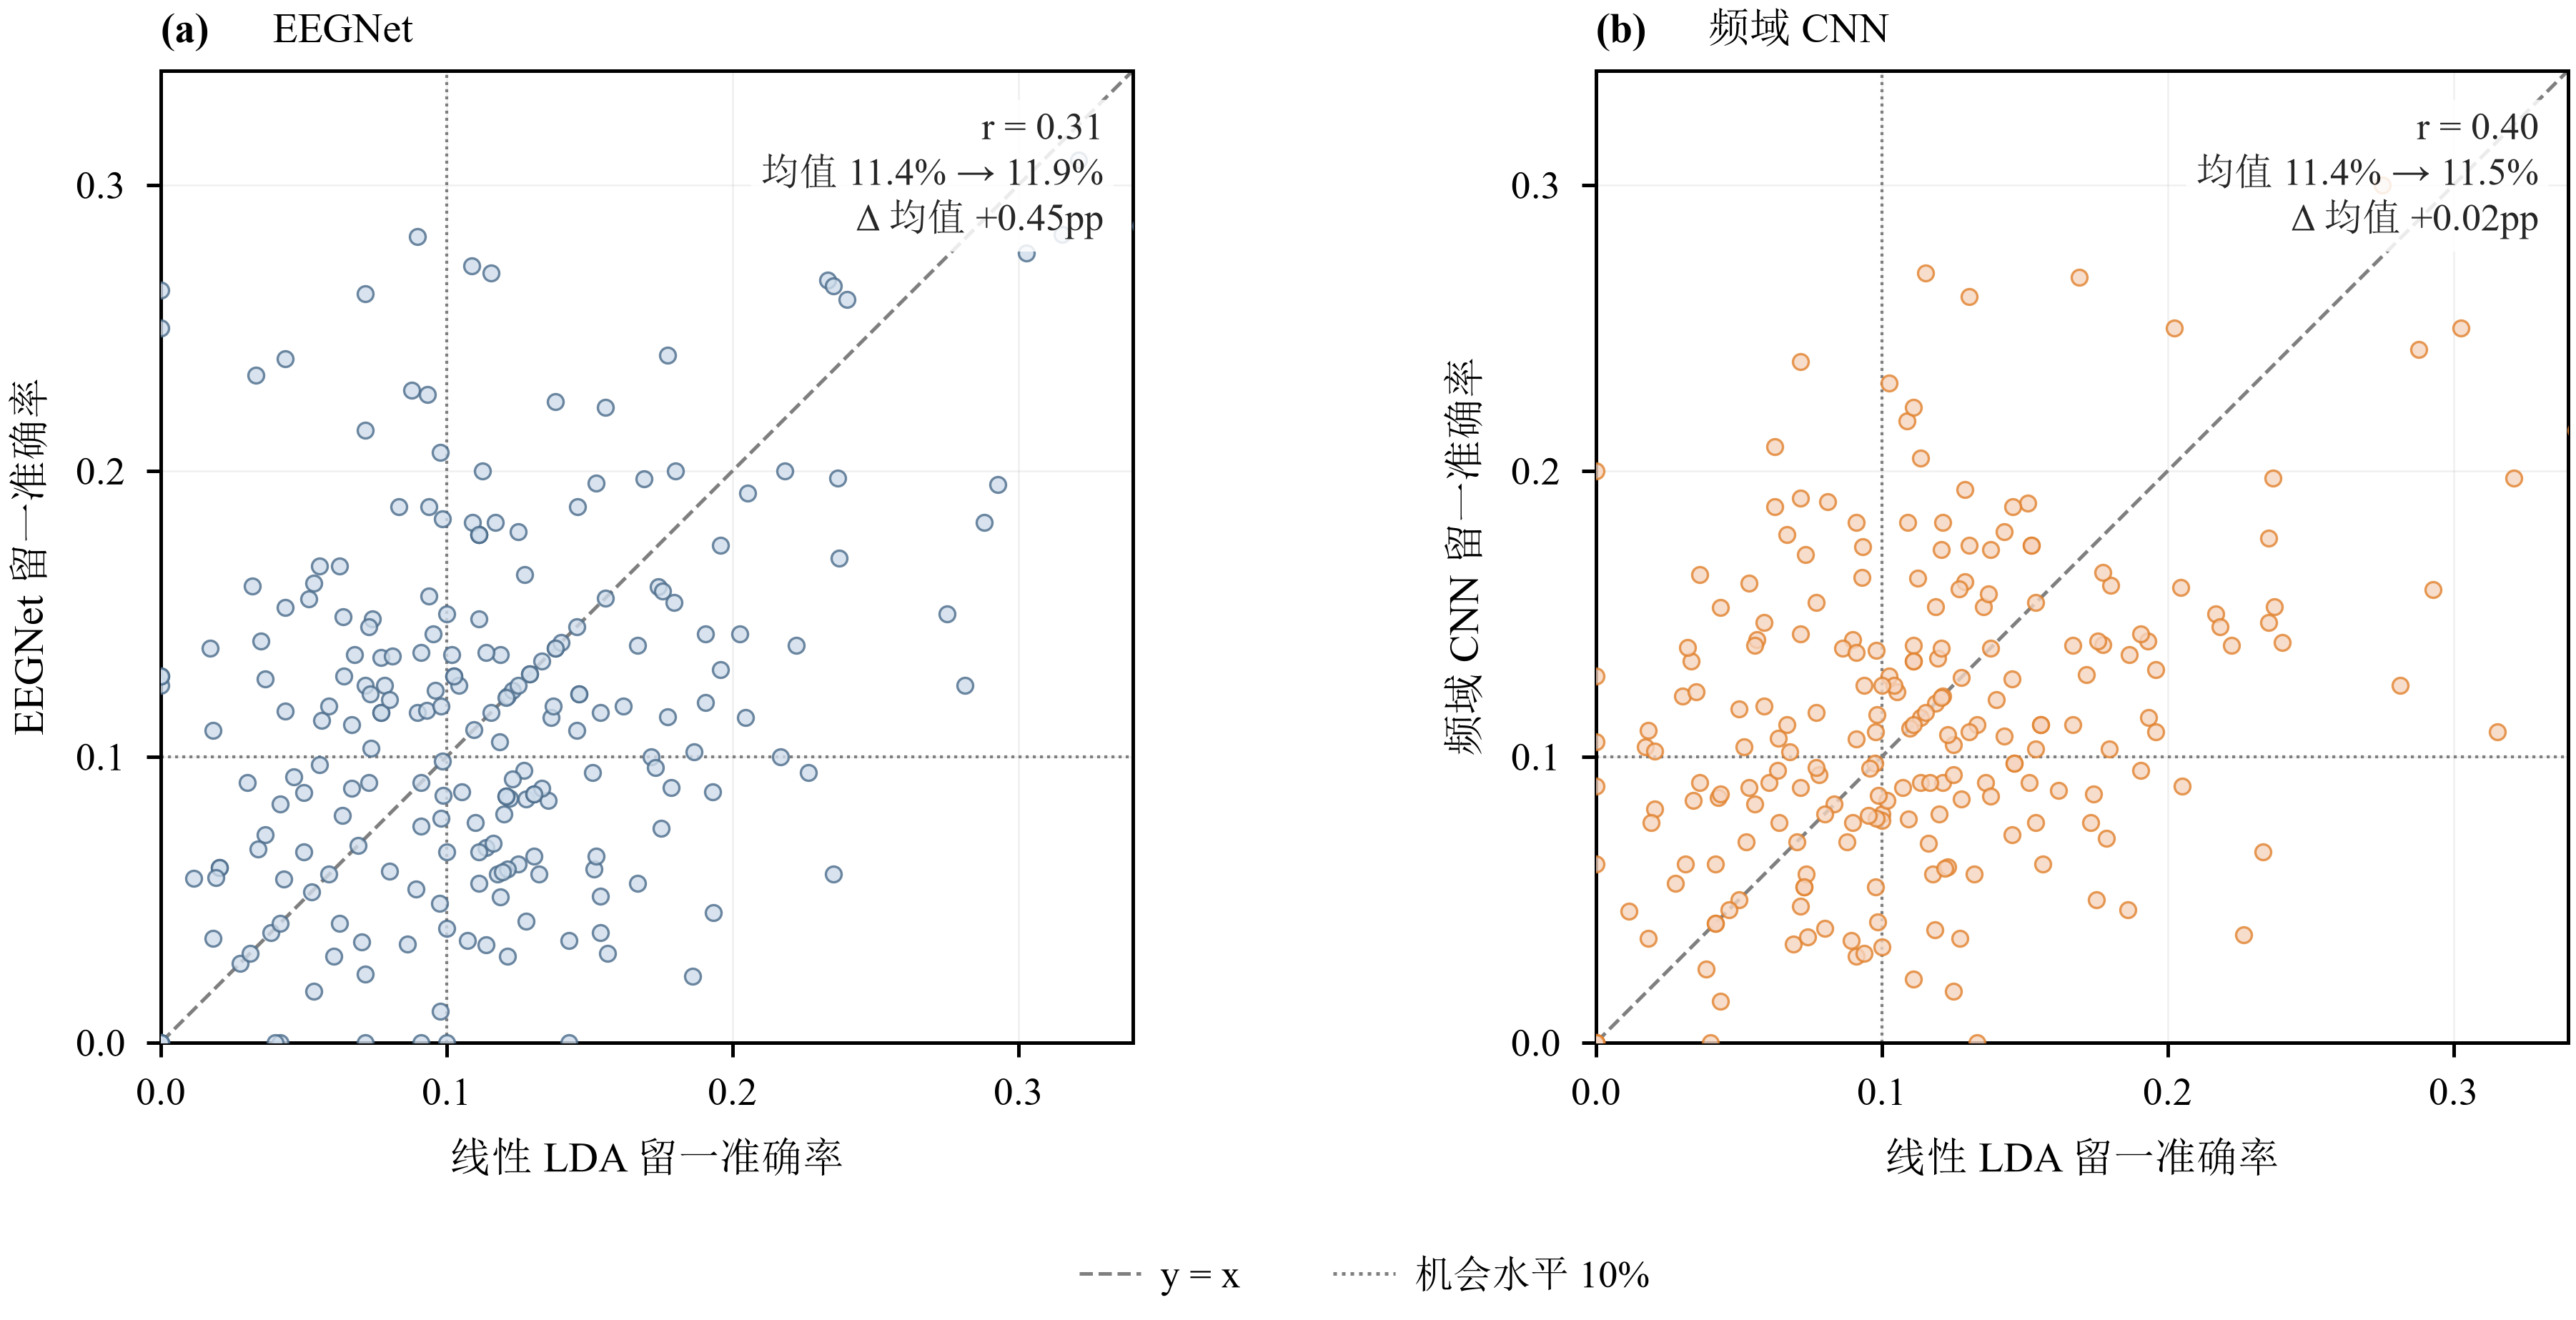 (a) EEGNet
r = 0.31
均值 11.4% → 11.9%
Δ 均值 +0.45pp
0.3
0.2
0.1
0.0
EEGNet 留一准确率
0.0 0.1 0.2 0.3
线性 LDA 留一准确率
(b) 频域 CNN
r = 0.40
均值 11.4% → 11.5%
Δ 均值 +0.02pp
0.3
0.2
0.1
0.0
频域 CNN 留一准确率
0.0 0.1 0.2 0.3
线性 LDA 留一准确率
y = x
机会水平 10%